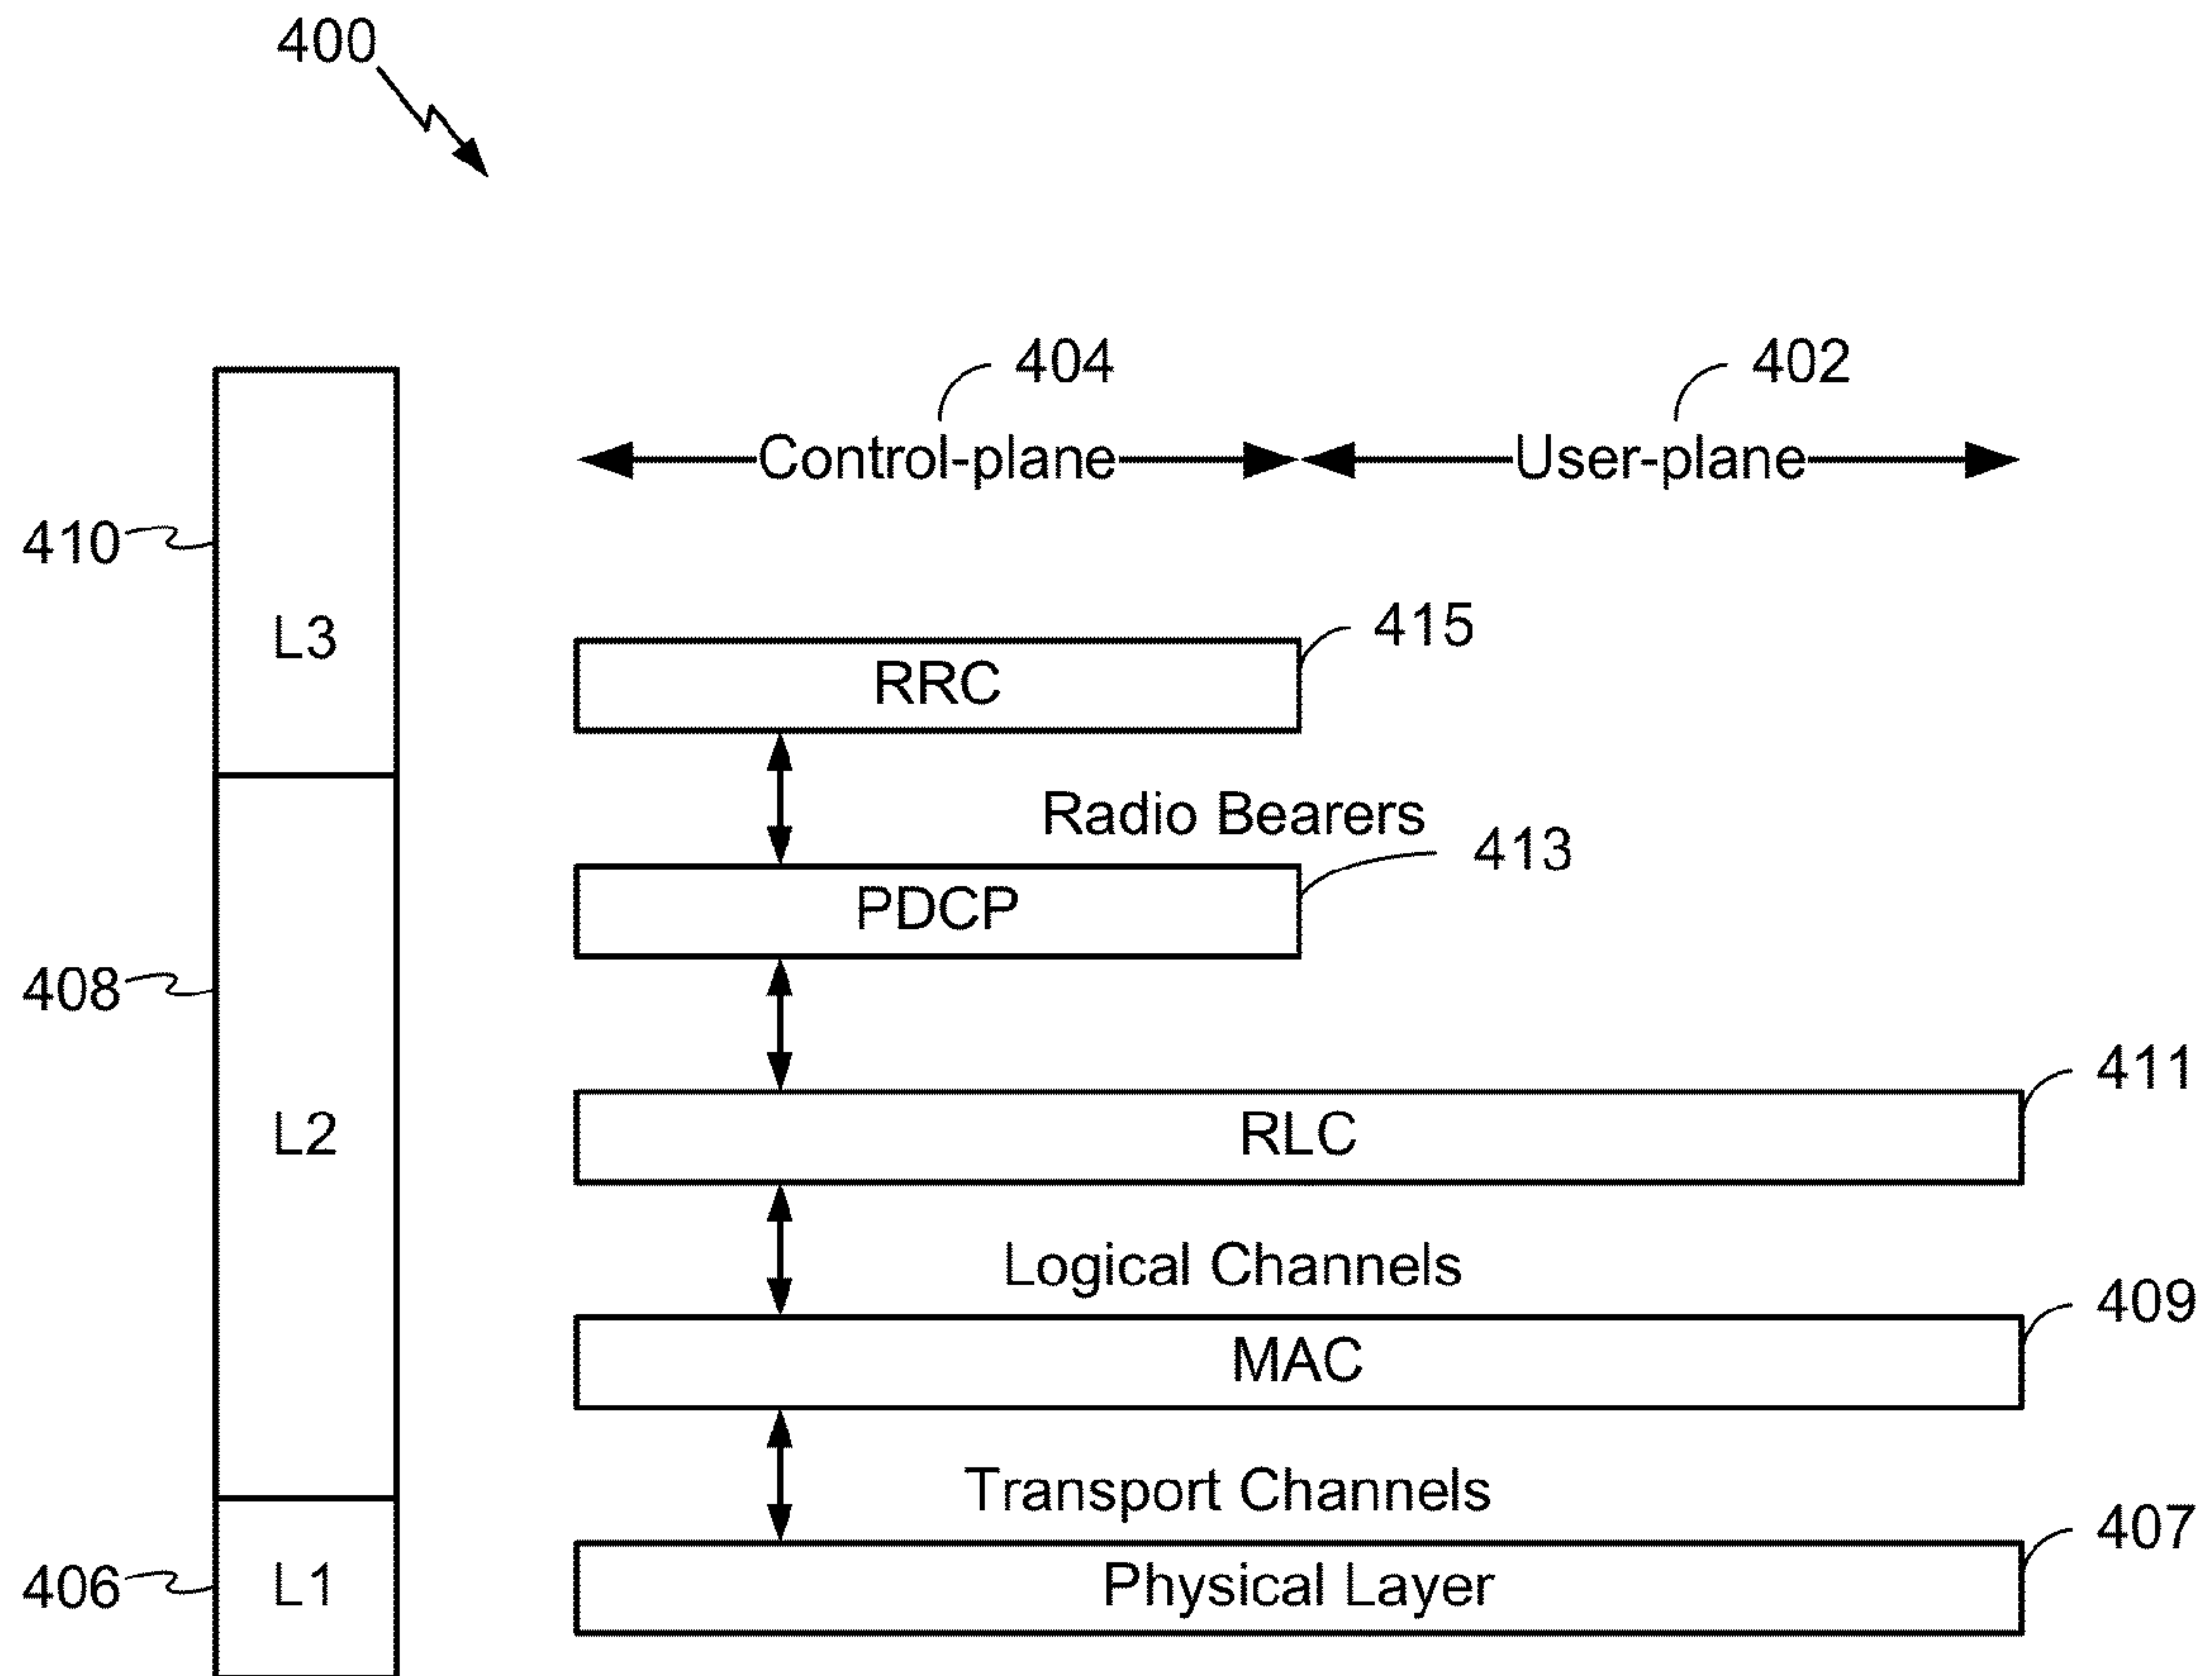 400
404
402
Control-plane
User-plane
410
L3
415
RRC
Radio Bearers
413
PDCP
408
L2
411
RLC
Logical Channels
409
MAC
Transport Channels
407
Physical Layer
406
L1